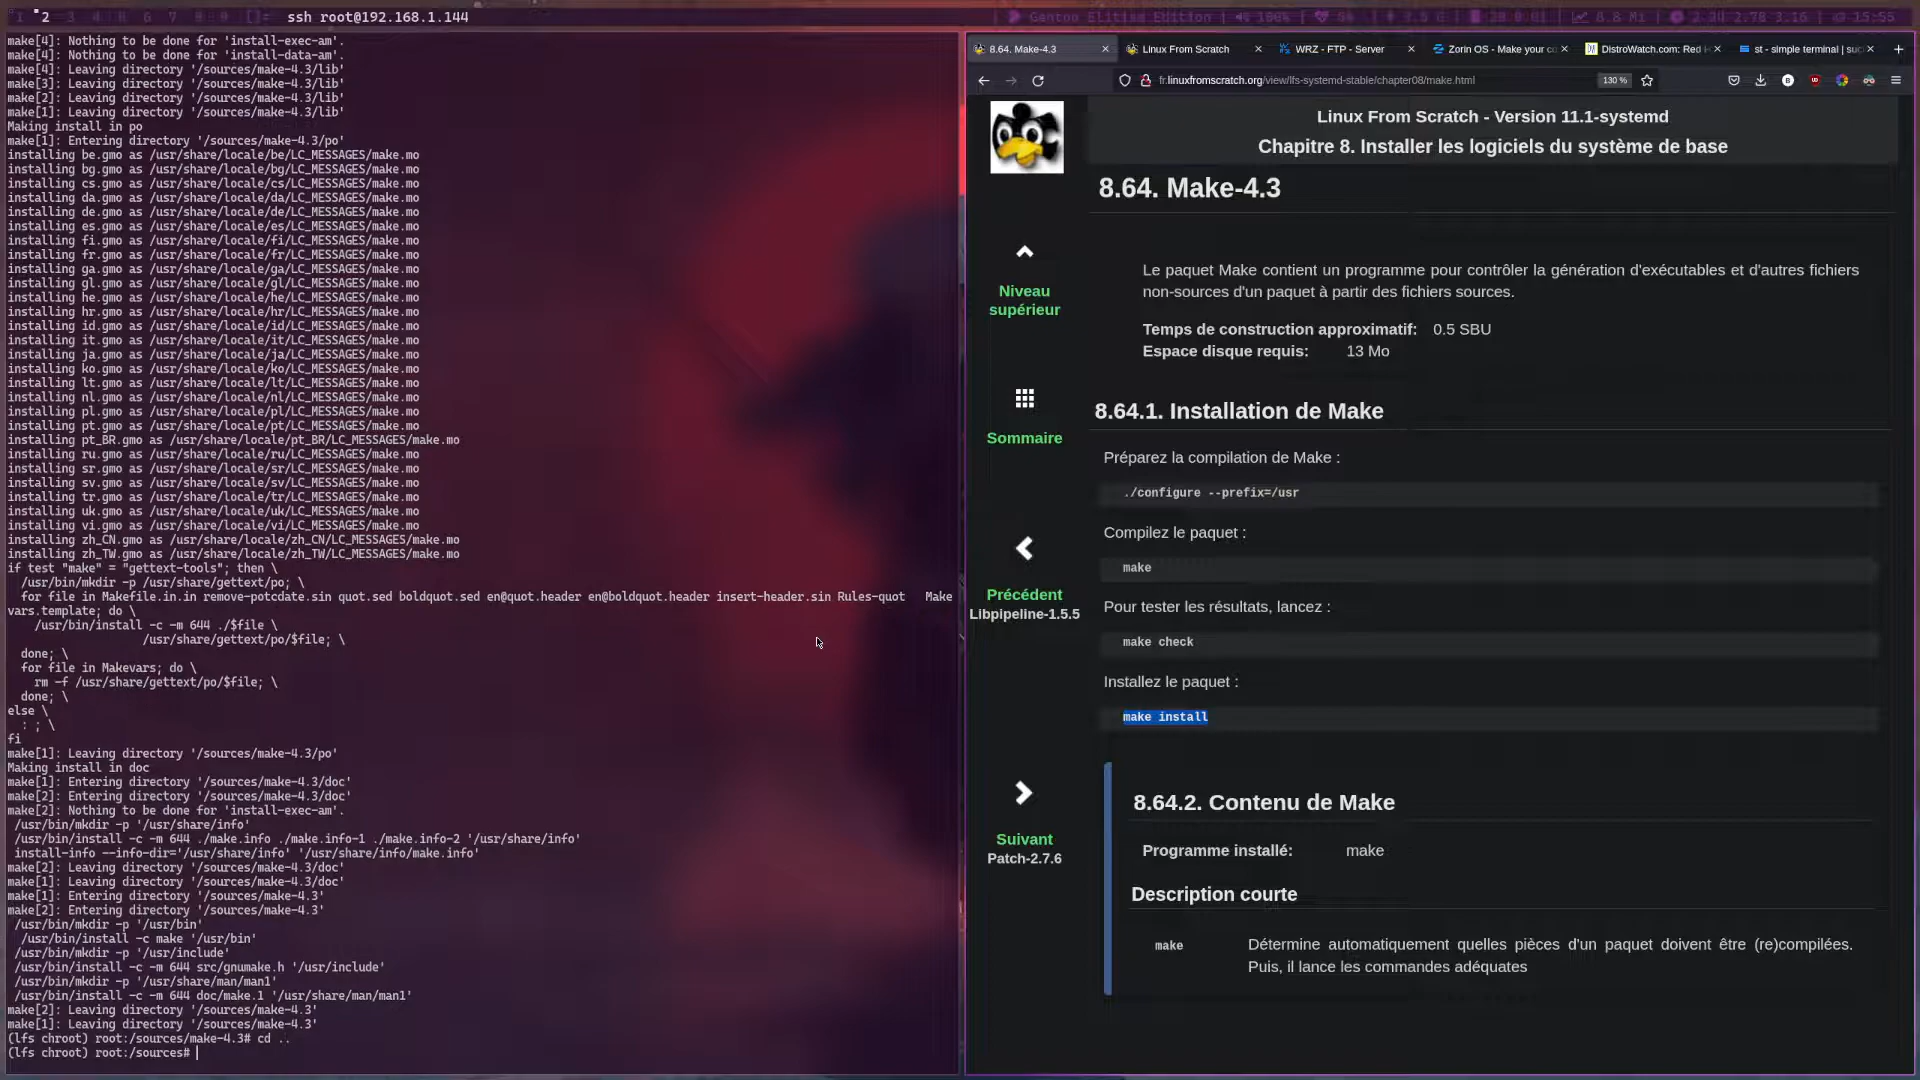 1 2 3 4 5 6 7 8 9 []= ssh root@192.168.1.144 Gentoo Elitism Edition
make[4]: Nothing to be done for 'install-exec-am'.
make[4]: Nothing to be done for 'install-data-am'.
make[4]: Leaving directory '/sources/make-4.3/lib'
make[3]: Leaving directory '/sources/make-4.3/lib'
make[2]: Leaving directory '/sources/make-4.3/lib'
make[1]: Leaving directory '/sources/make-4.3/lib'
Making install in po
make[1]: Entering directory '/sources/make-4.3/po'
installing be.gmo as /usr/share/locale/be/LC_MESSAGES/make.mo
installing bg.gmo as /usr/share/locale/bg/LC_MESSAGES/make.mo
installing cs.gmo as /usr/share/locale/cs/LC_MESSAGES/make.mo
installing da.gmo as /usr/share/locale/da/LC_MESSAGES/make.mo
installing de.gmo as /usr/share/locale/de/LC_MESSAGES/make.mo
installing es.gmo as /usr/share/locale/es/LC_MESSAGES/make.mo
installing fi.gmo as /usr/share/locale/fi/LC_MESSAGES/make.mo
installing fr.gmo as /usr/share/locale/fr/LC_MESSAGES/make.mo
installing ga.gmo as /usr/share/locale/ga/LC_MESSAGES/make.mo
installing gl.gmo as /usr/share/locale/gl/LC_MESSAGES/make.mo
installing he.gmo as /usr/share/locale/he/LC_MESSAGES/make.mo
installing hr.gmo as /usr/share/locale/hr/LC_MESSAGES/make.mo
installing id.gmo as /usr/share/locale/id/LC_MESSAGES/make.mo
installing it.gmo as /usr/share/locale/it/LC_MESSAGES/make.mo
installing ja.gmo as /usr/share/locale/ja/LC_MESSAGES/make.mo
installing ko.gmo as /usr/share/locale/ko/LC_MESSAGES/make.mo
installing lt.gmo as /usr/share/locale/lt/LC_MESSAGES/make.mo
installing nl.gmo as /usr/share/locale/nl/LC_MESSAGES/make.mo
installing pl.gmo as /usr/share/locale/pl/LC_MESSAGES/make.mo
installing pt.gmo as /usr/share/locale/pt/LC_MESSAGES/make.mo
installing pt_BR.gmo as /usr/share/locale/pt_BR/LC_MESSAGES/make.mo
installing ru.gmo as /usr/share/locale/ru/LC_MESSAGES/make.mo
installing sr.gmo as /usr/share/locale/sr/LC_MESSAGES/make.mo
installing sv.gmo as /usr/share/locale/sv/LC_MESSAGES/make.mo
installing tr.gmo as /usr/share/locale/tr/LC_MESSAGES/make.mo
installing uk.gmo as /usr/share/locale/uk/LC_MESSAGES/make.mo
installing vi.gmo as /usr/share/locale/vi/LC_MESSAGES/make.mo
installing zh_CN.gmo as /usr/share/locale/zh_CN/LC_MESSAGES/make.mo
installing zh_TW.gmo as /usr/share/locale/zh_TW/LC_MESSAGES/make.mo
if test "make" = "gettext-tools"; then \
/usr/bin/mkdir -p /usr/share/gettext/po; \
for file in Makefile.in.in remove-potcdate.sin quot.sed boldquot.sed en@quot.header en@boldquot.header insert-header.sin Rules-quot Make
vars.template; do \
/usr/bin/install -c -m 644 ./$file \
/usr/share/gettext/po/$file; \
done; \
for file in Makevars; do \
rm -f /usr/share/gettext/po/$file; \
done; \
else \
: ; \
fi
make[1]: Leaving directory '/sources/make-4.3/po'
Making install in doc
make[1]: Entering directory '/sources/make-4.3/doc'
make[2]: Entering directory '/sources/make-4.3/doc'
make[2]: Nothing to be done for 'install-exec-am'.
/usr/bin/mkdir -p '/usr/share/info'
/usr/bin/install -c -m 644 ./make.info ./make.info-1 ./make.info-2 '/usr/share/info'
install-info --info-dir='/usr/share/info' '/usr/share/info/make.info'
make[2]: Leaving directory '/sources/make-4.3/doc'
make[1]: Leaving directory '/sources/make-4.3/doc'
make[1]: Entering directory '/sources/make-4.3'
make[2]: Entering directory '/sources/make-4.3'
/usr/bin/mkdir -p '/usr/bin'
/usr/bin/install -c make '/usr/bin'
/usr/bin/mkdir -p '/usr/include'
/usr/bin/install -c -m 644 src/gnumake.h '/usr/include'
/usr/bin/mkdir -p '/usr/share/man/man1'
/usr/bin/install -c -m 644 doc/make.1 '/usr/share/man/man1'
make[2]: Leaving directory '/sources/make-4.3'
make[1]: Leaving directory '/sources/make-4.3'
(lfs chroot) root:/sources/make-4.3# cd ..
(lfs chroot) root:/sources#
8.64. Make-4.3 Linux From Scratch WRZ - FTP - Server Zorin OS - Make your co DistroWatch.com: Red st - simple terminal | suc
fr.linuxfromscratch.org/view/lfs-systemd-stable/chapter08/make.html 130 %
Linux From Scratch - Version 11.1-systemd
Chapitre 8. Installer les logiciels du système de base
8.64. Make-4.3
Niveau
supérieur
Sommaire
Précédent
Libpipeline-1.5.5
Suivant
Patch-2.7.6
Le paquet Make contient un programme pour contrôler la génération d'exécutables et d'autres fichiers
non-sources d'un paquet à partir des fichiers sources.
Temps de construction approximatif: 0.5 SBU
Espace disque requis: 13 Mo
8.64.1. Installation de Make
Préparez la compilation de Make :
./configure --prefix=/usr
Compilez le paquet :
make
Pour tester les résultats, lancez :
make check
Installez le paquet :
make install
8.64.2. Contenu de Make
Programme installé: make
Description courte
make Détermine automatiquement quelles pièces d'un paquet doivent être (re)compilées.
Puis, il lance les commandes adéquates